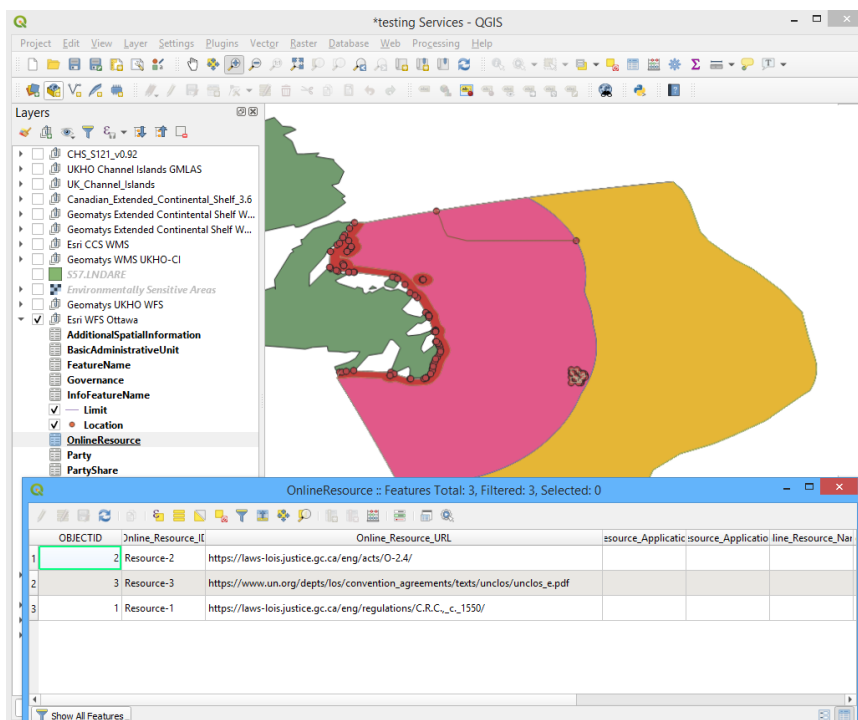 *testing Services - QGIS
Project Edit View Layer Settings Plugins Vector Raster Database Web Processing Help
Layers
CHS_S121_v0.92
UKHO Channel Islands GMLAS
UK_Channel_Islands
Canadian_Extended_Continental_Shelf_3.6
Geomatys Extended Contintental Shelf W...
Geomatys Extended Continental Shelf W...
Esri CCS WMS
Geomatys WMS UKHO-CI
S57.LNDARE
Environmentally Sensitive Areas
Geomatys UKHO WFS
Esri WFS Ottawa
AdditionalSpatialInformation
BasicAdministrativeUnit
FeatureName
Governance
InfoFeatureName
Limit
Location
OnlineResource
Party
PartyShare
OnlineResource :: Features Total: 3, Filtered: 3, Selected: 0
OBJECTID Online_Resource_ID Online_Resource_URL esource_Applicatic esource_Applicatio line_Resource_Nar
1 2 Resource-2 https://laws-lois.justice.gc.ca/eng/acts/O-2.4/
2 3 Resource-3 https://www.un.org/depts/los/convention_agreements/texts/unclos/unclos_e.pdf
3 1 Resource-1 https://laws-lois.justice.gc.ca/eng/regulations/C.R.C.,_c._1550/
Show All Features